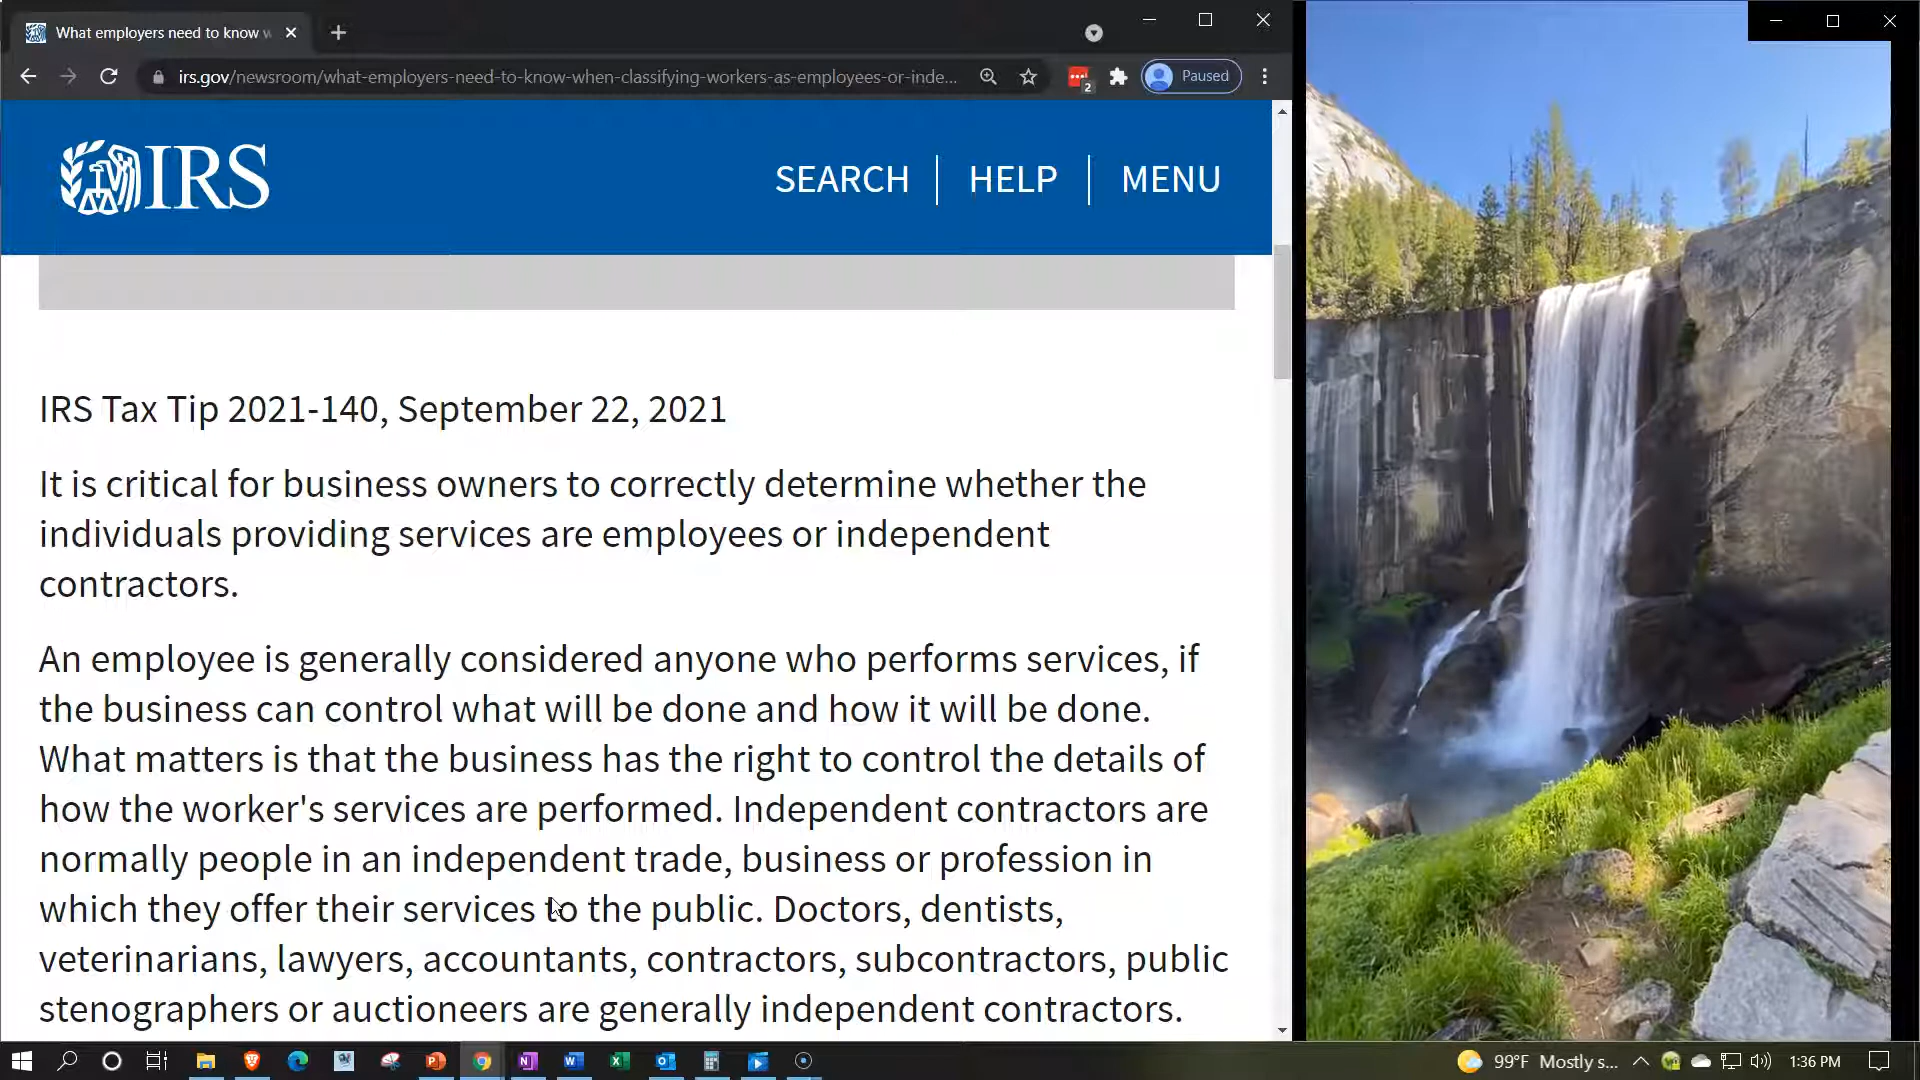 What employers need to know w
irs.gov/newsroom/what-employers-need-to-know-when-classifying-workers-as-employees-or-inde...
2
Paused
IRS
SEARCH
HELP
MENU
IRS Tax Tip 2021-140, September 22, 2021
It is critical for business owners to correctly determine whether the
individuals providing services are employees or independent
contractors.
An employee is generally considered anyone who performs services, if
the business can control what will be done and how it will be done.
What matters is that the business has the right to control the details of
how the worker's services are performed. Independent contractors are
normally people in an independent trade, business or profession in
which they offer their services to the public. Doctors, dentists,
veterinarians, lawyers, accountants, contractors, subcontractors, public
stenographers or auctioneers are generally independent contractors.
99°F Mostly s...
1:36 PM